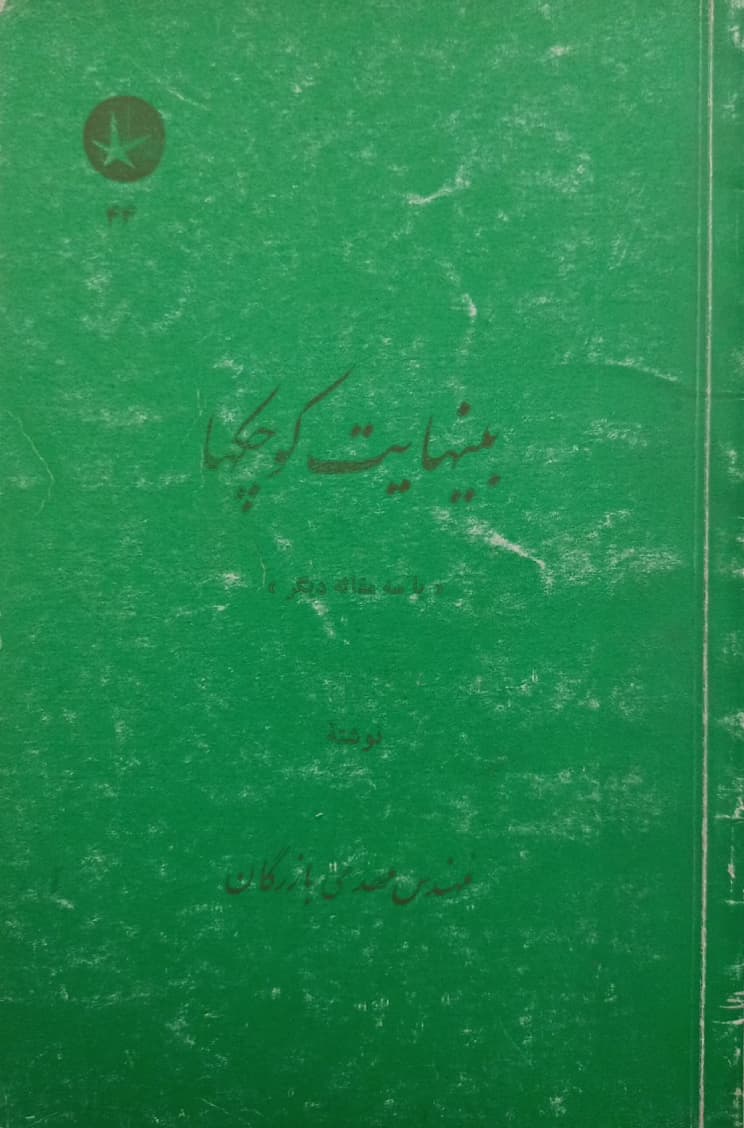 ۴۴
بینهایت کوچکها
« با سه مقاله دیگر »
نوشتهٔ
مهندس مهدی بازرگان